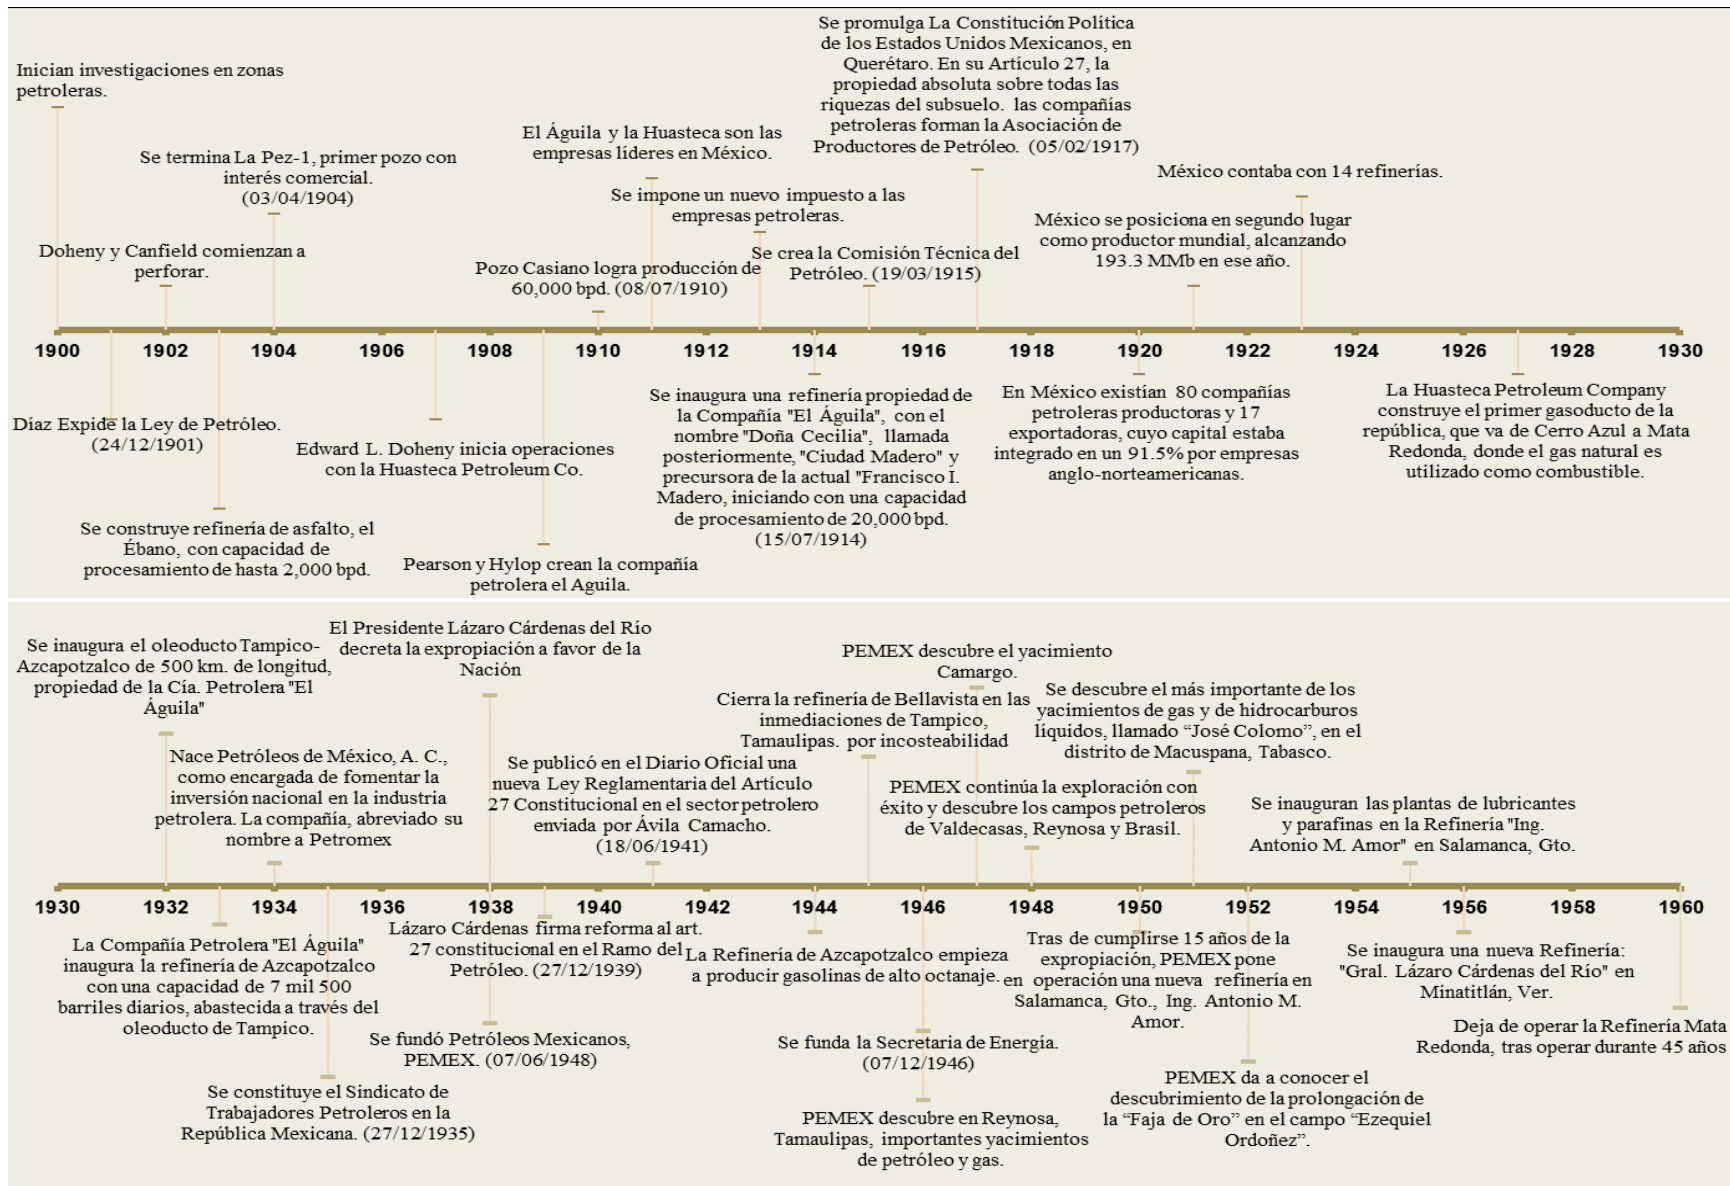 Inician investigaciones en zonas
petroleras.
Se termina La Pez-1, primer pozo con
interés comercial.
(03/04/1904)
Doheny y Canfield comienzan a
perforar.
El Águila y la Huasteca son las
empresas líderes en México.
Pozo Casiano logra producción de
60,000 bpd. (08/07/1910)
Se impone un nuevo impuesto a las
empresas petroleras.
Se crea la Comisión Técnica del
Petróleo. (19/03/1915)
Se promulga La Constitución Política
de los Estados Unidos Mexicanos, en
Querétaro. En su Artículo 27, la
propiedad absoluta sobre todas las
riquezas del subsuelo. las compañías
petroleras forman la Asociación de
Productores de Petróleo. (05/02/1917)
México contaba con 14 refinerías.
México se posiciona en segundo lugar
como productor mundial, alcanzando
193.3 MMb en ese año.
1900 1902 1904 1906 1908 1910 1912 1914 1916 1918 1920 1922 1924 1926 1928 1930
Díaz Expide la Ley de Petróleo.
(24/12/1901)
Se construye refinería de asfalto, el
Ébano, con capacidad de
procesamiento de hasta 2,000 bpd.
Edward L. Doheny inicia operaciones
con la Huasteca Petroleum Co.
Pearson y Hylop crean la compañía
petrolera el Aguila.
Se inaugura una refinería propiedad de
la Compañía "El Águila", con el
nombre "Doña Cecilia", llamada
posteriormente, "Ciudad Madero" y
precursora de la actual "Francisco I.
Madero, iniciando con una capacidad
de procesamiento de 20,000 bpd.
(15/07/1914)
En México existían 80 compañías
petroleras productoras y 17
exportadoras, cuyo capital estaba
integrado en un 91.5% por empresas
anglo-norteamericanas.
La Huasteca Petroleum Company
construye el primer gasoducto de la
república, que va de Cerro Azul a Mata
Redonda, donde el gas natural es
utilizado como combustible.
Se inaugura el oleoducto Tampico-
Azcapotzalco de 500 km. de longitud,
propiedad de la Cía. Petrolera "El
Águila"
Nace Petróleos de México, A. C.,
como encargada de fomentar la
inversión nacional en la industria
petrolera. La compañía, abreviado su
nombre a Petromex
El Presidente Lázaro Cárdenas del Río
decreta la expropiación a favor de la
Nación
Se publicó en el Diario Oficial una
nueva Ley Reglamentaria del Artículo
27 Constitucional en el sector petrolero
enviada por Ávila Camacho.
(18/06/1941)
Cierra la refinería de Bellavista en las
inmediaciones de Tampico,
Tamaulipas. por incosteabilidad
PEMEX descubre el yacimiento
Camargo.
PEMEX continúa la exploración con
éxito y descubre los campos petroleros
de Valdecasas, Reynosa y Brasil.
Se descubre el más importante de los
yacimientos de gas y de hidrocarburos
líquidos, llamado “José Colomo”, en el
distrito de Macuspana, Tabasco.
Se inauguran las plantas de lubricantes
y parafinas en la Refinería "Ing.
Antonio M. Amor" en Salamanca, Gto.
1930 1932 1934 1936 1938 1940 1942 1944 1946 1948 1950 1952 1954 1956 1958 1960
La Compañía Petrolera "El Águila"
inaugura la refinería de Azcapotzalco
con una capacidad de 7 mil 500
barriles diarios, abastecida a través del
oleoducto de Tampico.
Se constituye el Sindicato de
Trabajadores Petroleros en la
República Mexicana. (27/12/1935)
Lázaro Cárdenas firma reforma al art.
27 constitucional en el Ramo del
Petróleo. (27/12/1939)
Se fundó Petróleos Mexicanos,
PEMEX. (07/06/1948)
La Refinería de Azcapotzalco empieza
a producir gasolinas de alto octanaje.
Se funda la Secretaria de Energía.
(07/12/1946)
PEMEX descubre en Reynosa,
Tamaulipas, importantes yacimientos
de petróleo y gas.
Tras de cumplirse 15 años de la
expropiación, PEMEX pone
en operación una nueva refinería en
Salamanca, Gto., Ing. Antonio M.
Amor.
PEMEX da a conocer el
descubrimiento de la prolongación de
la “Faja de Oro” en el campo “Ezequiel
Ordoñez”.
Se inaugura una nueva Refinería:
"Gral. Lázaro Cárdenas del Río" en
Minatitlán, Ver.
Deja de operar la Refinería Mata
Redonda, tras operar durante 45 años